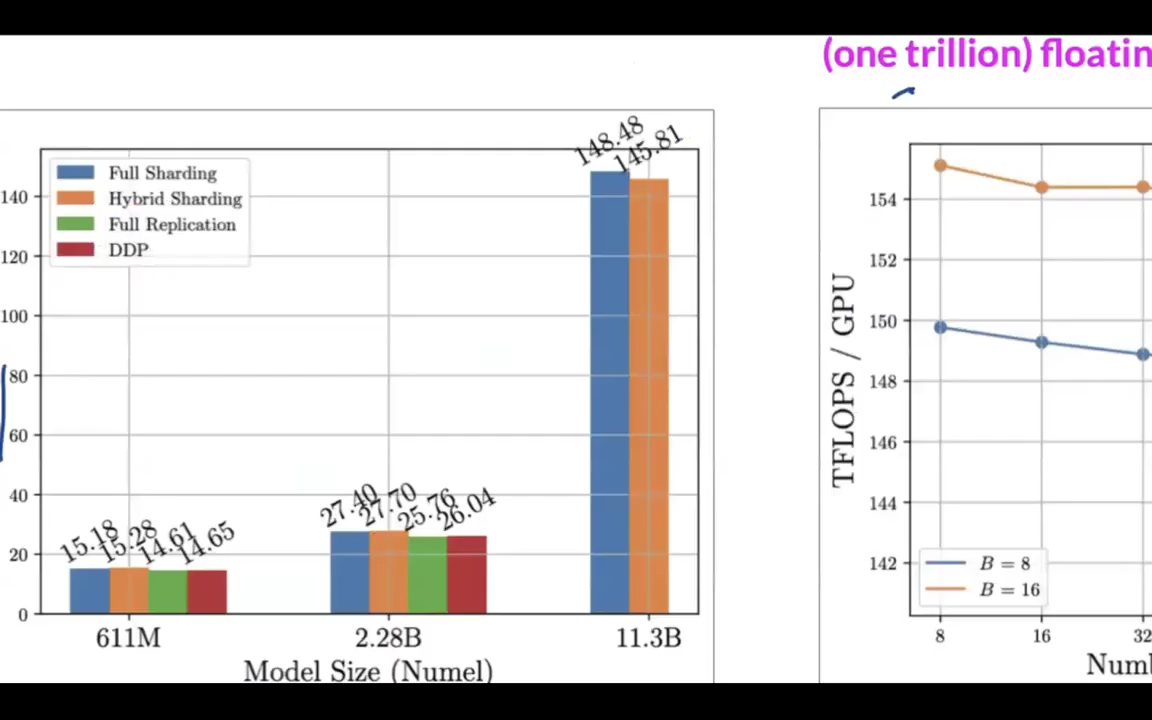 (one trillion) floatin
148.48
145.81
Full Sharding
Hybrid Sharding
Full Replication
DDP
140
120
100
80
60
40
20
0
15.18
15.28
14.61
14.65
27.40
27.70
25.76
26.04
611M
2.28B
11.3B
Model Size (Numel)
TFLOPS / GPU
154
152
150
148
146
144
142
B = 8
B = 16
8
16
32
Numb